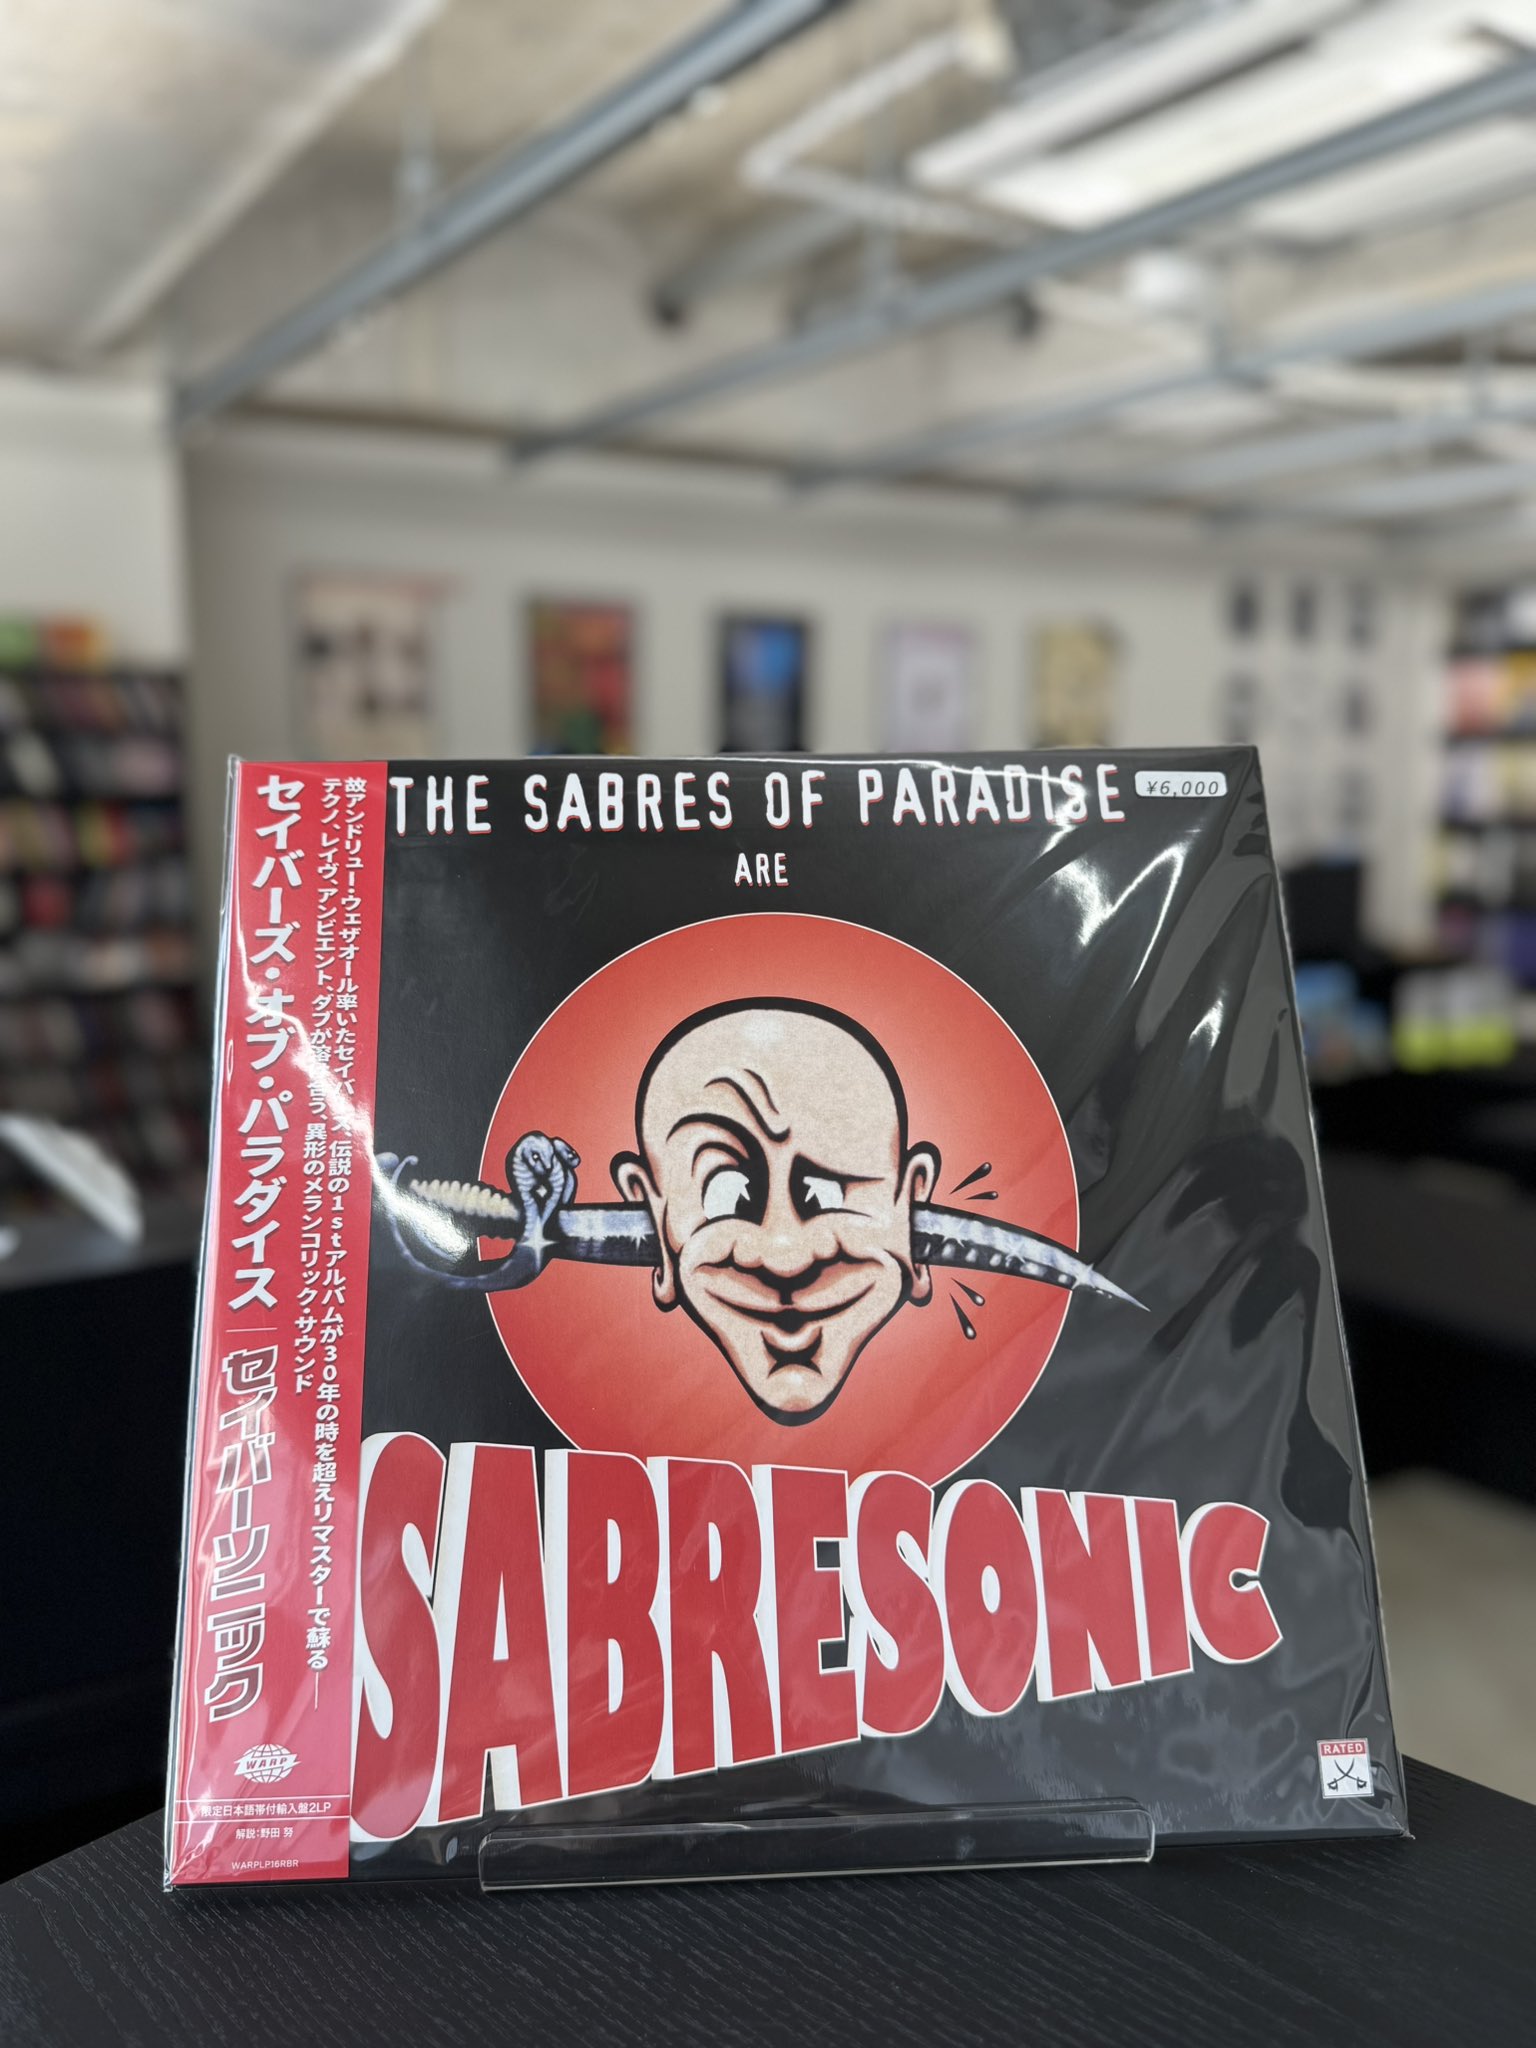 THE SABRES OF PARADISE
¥6,000
ARE
SABRESONIC
RATED
故アンドリュー・ウェザオール率いたセイバーズ、伝説の1stアルバムが30年の時を超えリマスターで蘇る——
テクノ、レイヴ、アンビエント、ダブが溶け合う、異形のメランコリック・サウンド
セイバーズ・オブ・パラダイス｜セイバーソニック
WARP
限定日本語帯付輸入盤2LP
解説:野田 努
WARPLP16RBR